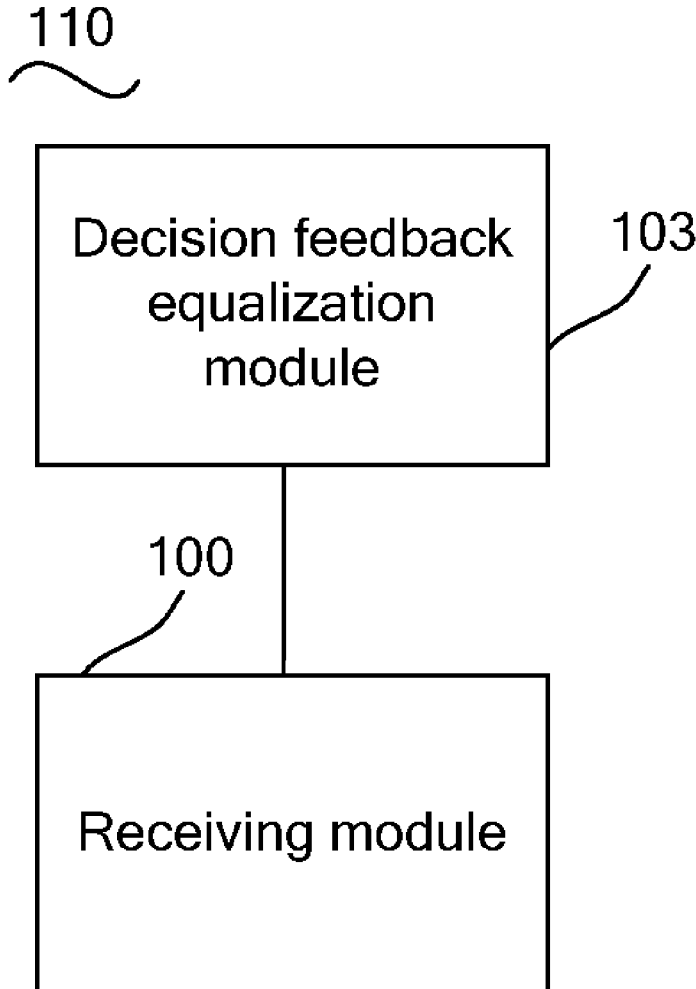 110
Decision feedback
equalization
module
103
100
Receiving module